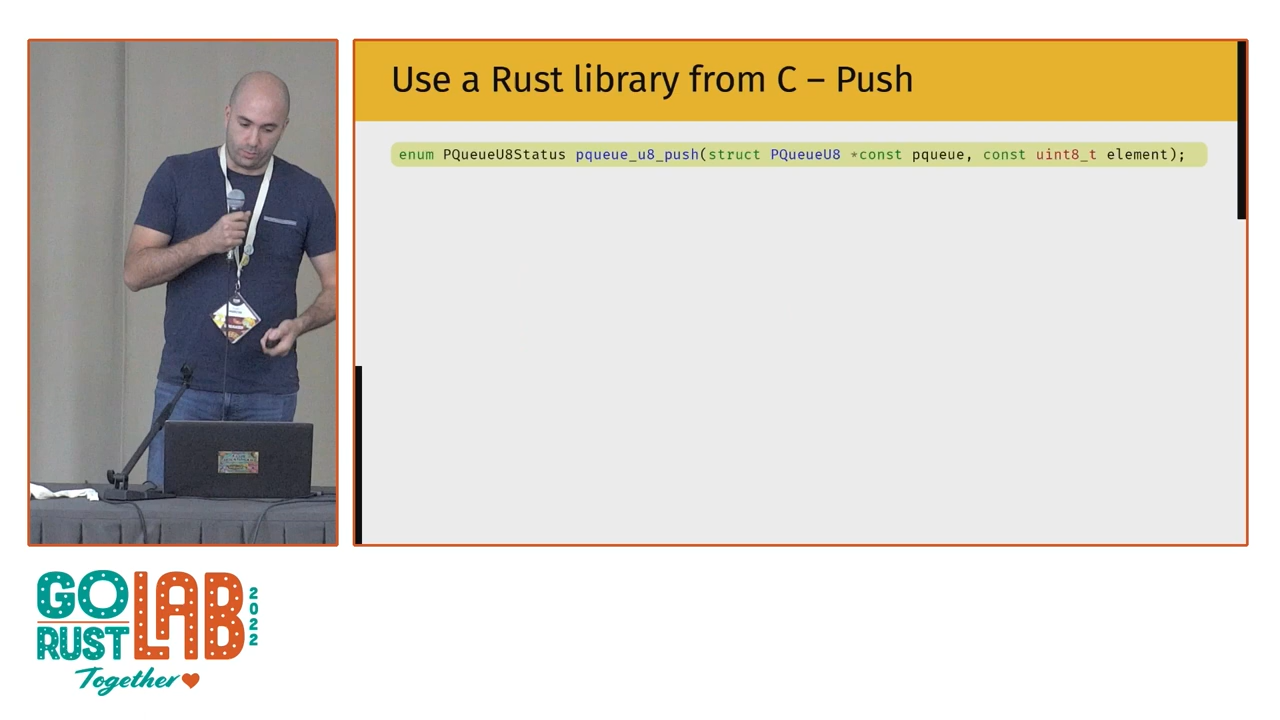 Use a Rust library from C – Push
enum PQueueU8Status pqueue_u8_push(struct PQueueU8 *const pqueue, const uint8_t element);
GO LAB 2022
RUST
Together